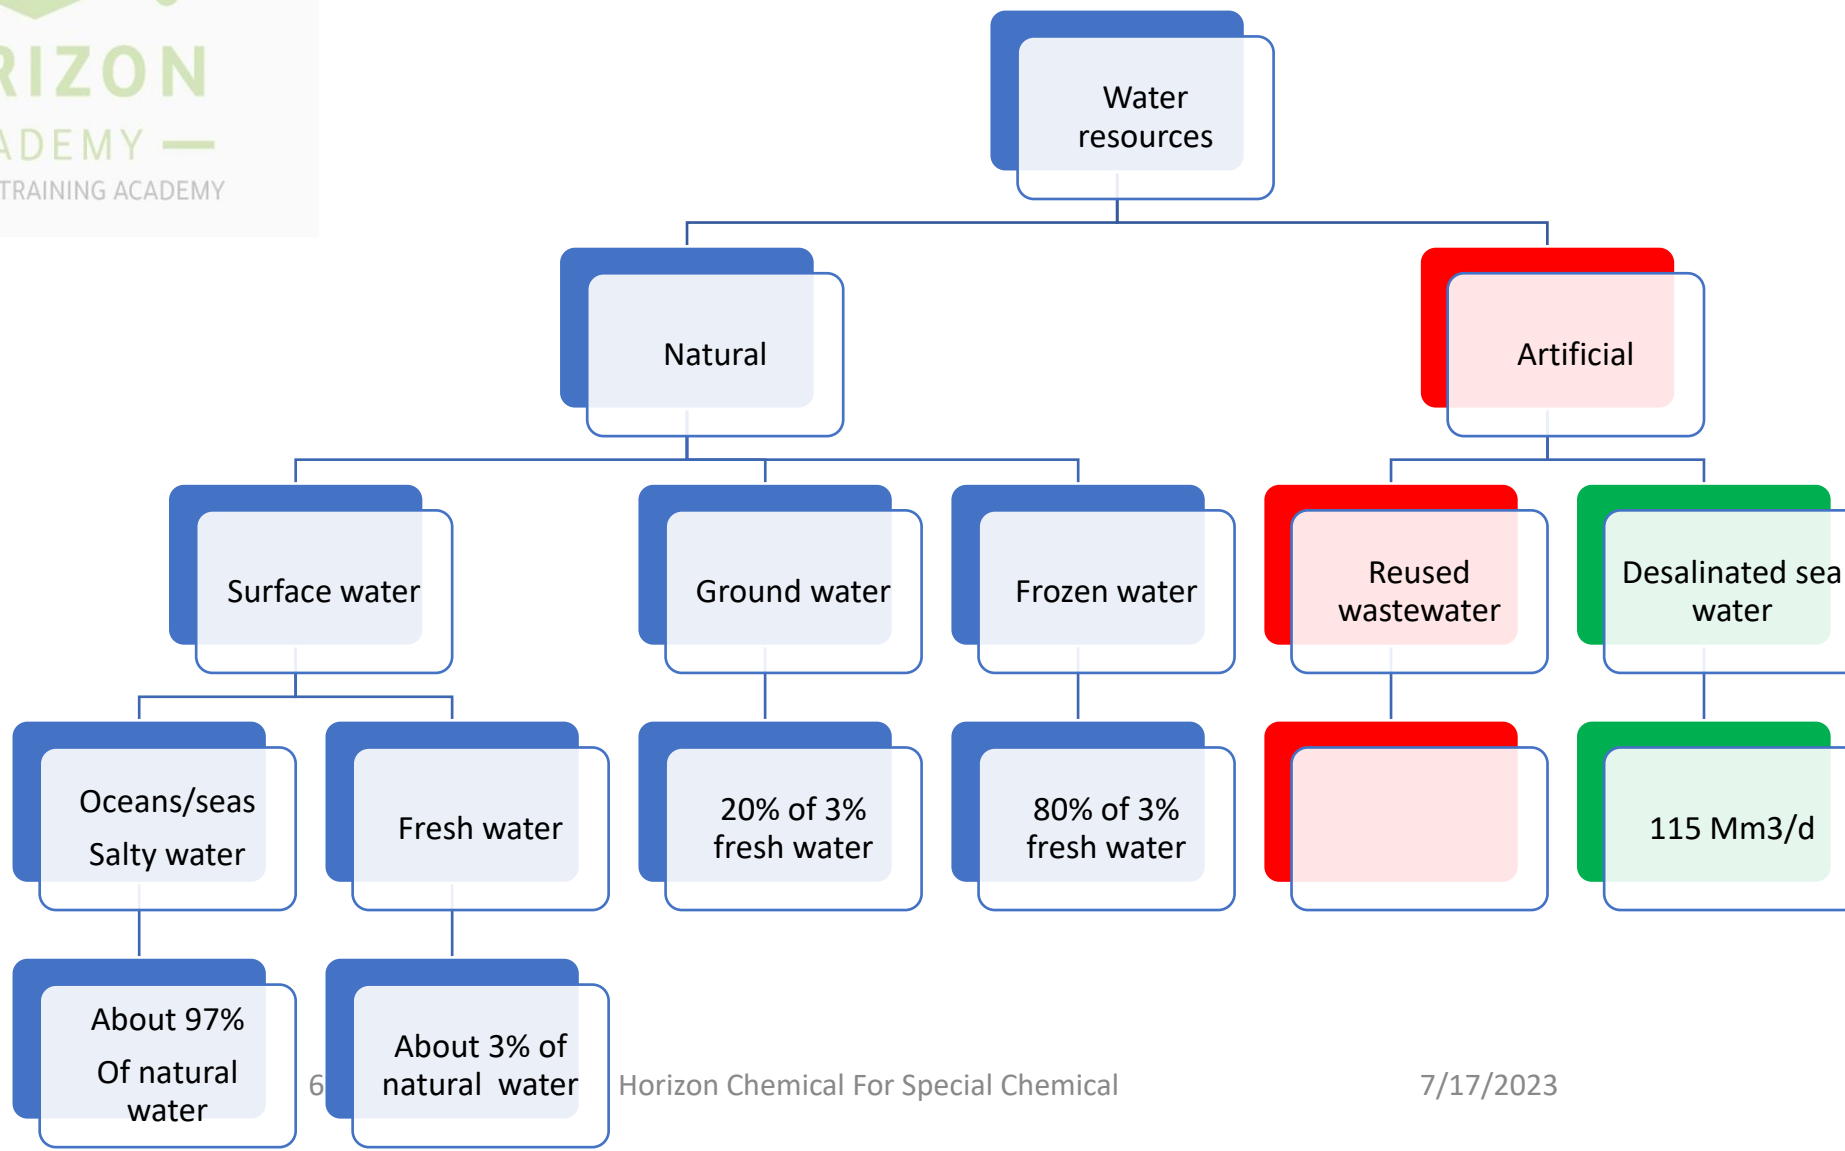 RIZON
ADEMY
TRAINING ACADEMY
Water
resources
Natural
Artificial
Surface water
Ground water
Frozen water
Reused
wastewater
Desalinated sea
water
Oceans/seas
Salty water
Fresh water
20% of 3%
fresh water
80% of 3%
fresh water
115 Mm3/d
About 97%
Of natural
water
About 3% of
natural  water
6
Horizon Chemical For Special Chemical
7/17/2023